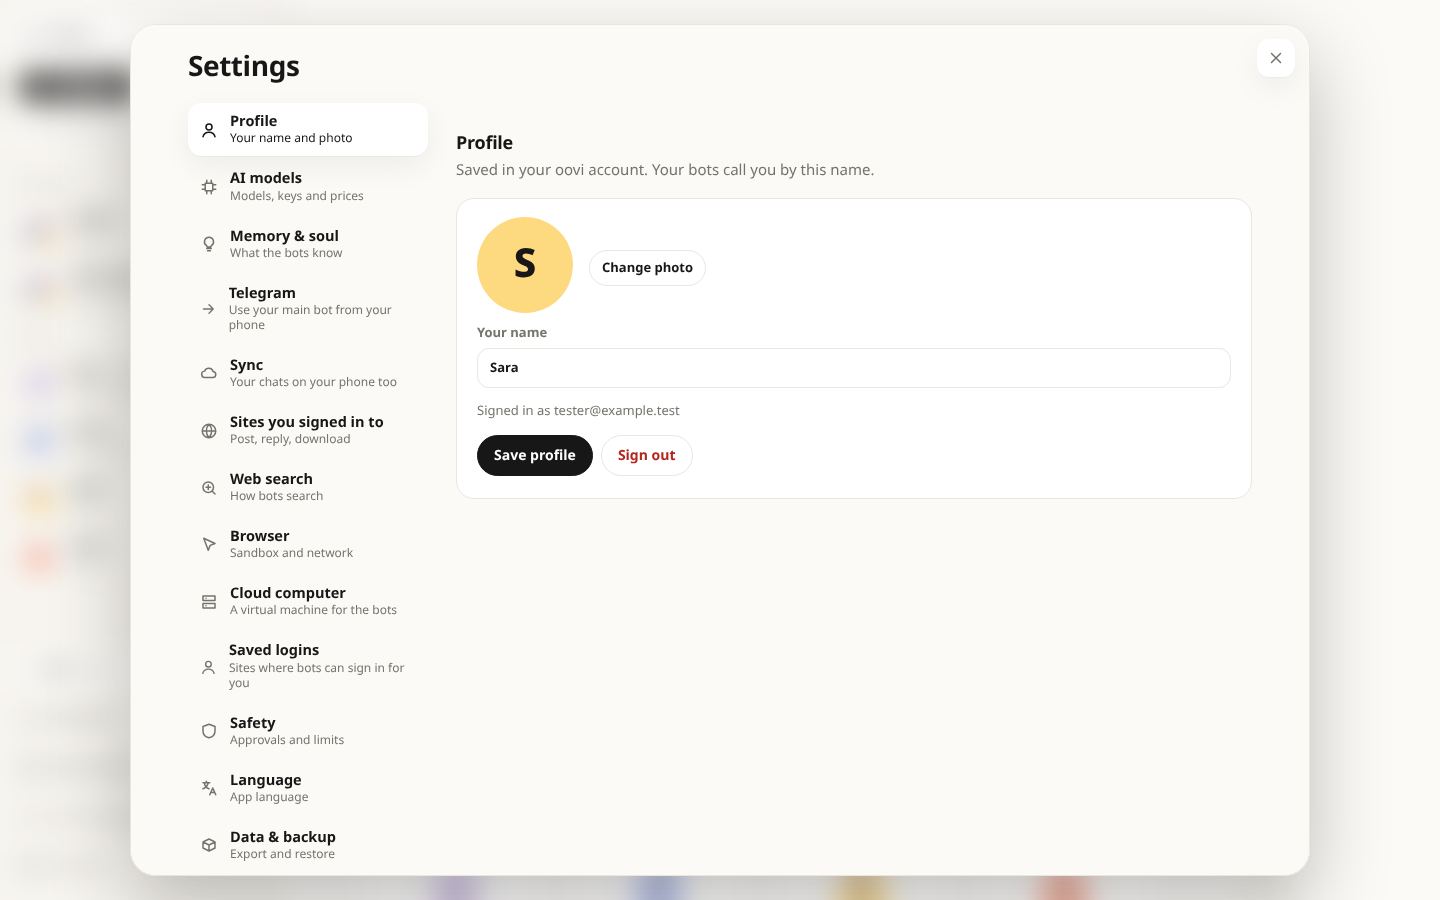 Settings
Profile
Your name and photo
AI models
Models, keys and prices
Memory & soul
What the bots know
Telegram
Use your main bot from your
phone
Sync
Your chats on your phone too
Sites you signed in to
Post, reply, download
Web search
How bots search
Browser
Sandbox and network
Cloud computer
A virtual machine for the bots
Saved logins
Sites where bots can sign in for
you
Safety
Approvals and limits
Language
App language
Data & backup
Export and restore
Profile
Saved in your oovi account. Your bots call you by this name.
S
Change photo
Your name
Sara
Signed in as tester@example.test
Save profile
Sign out